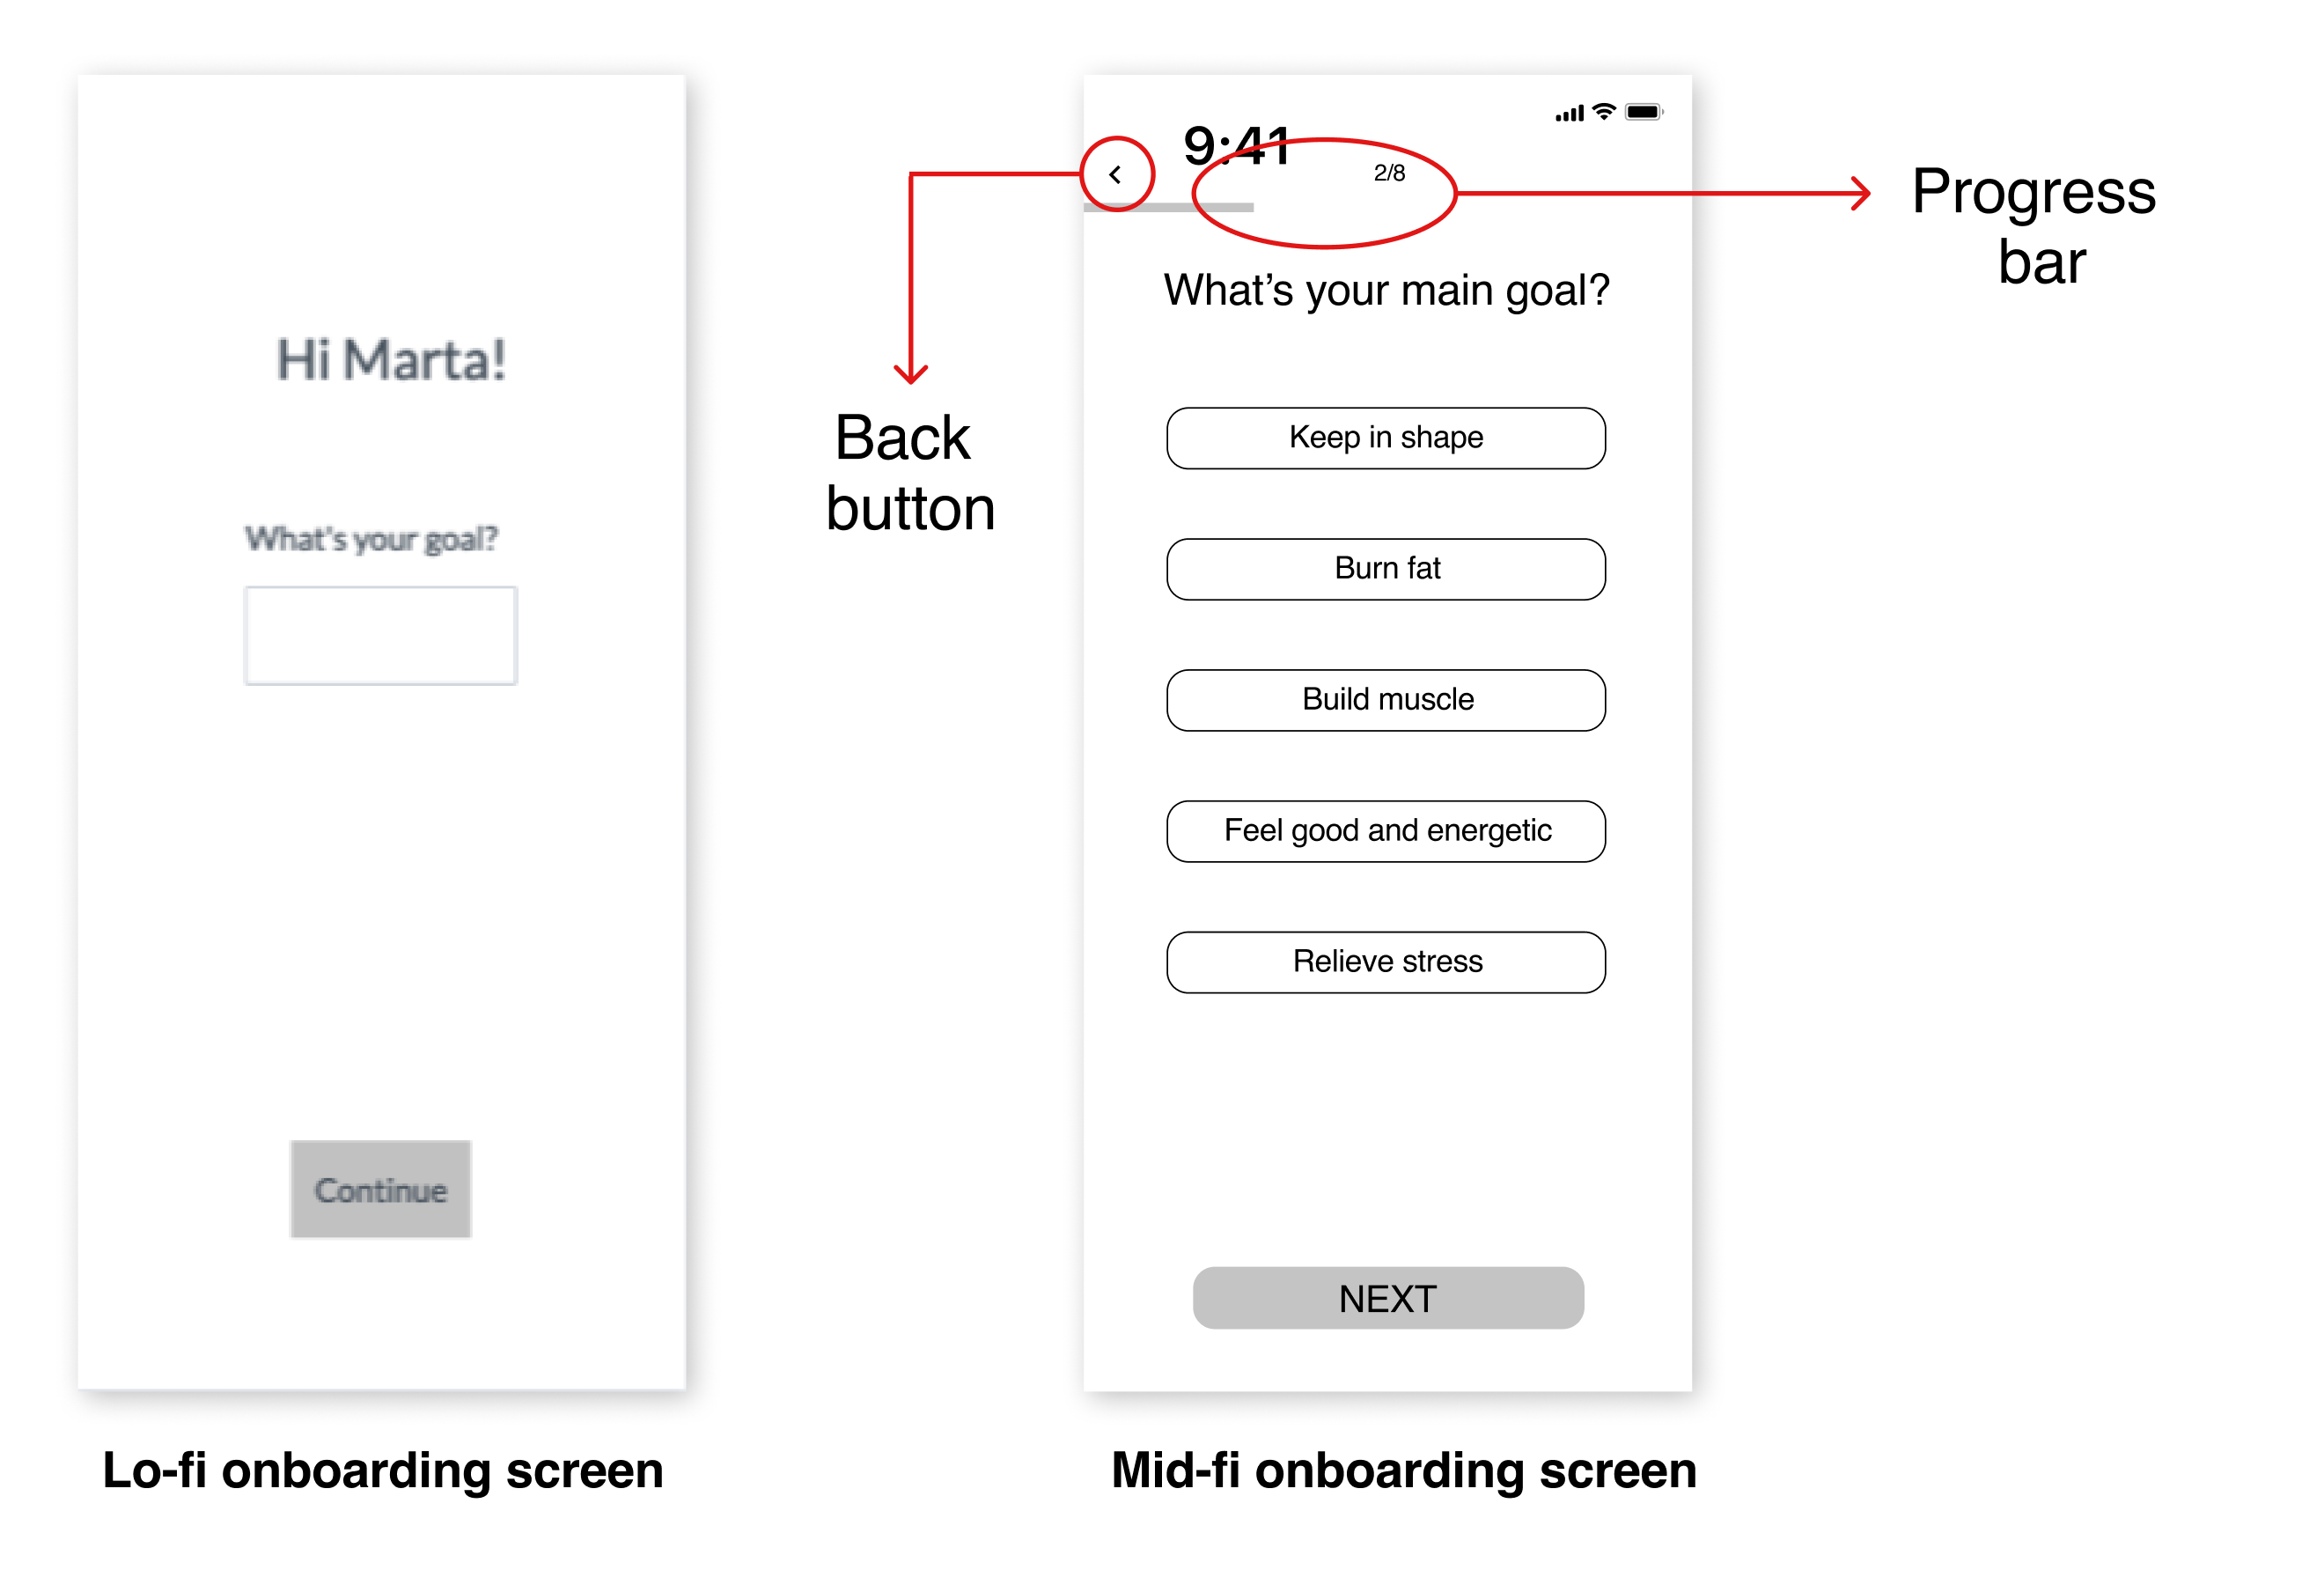 Hi Marta!
What's your goal?
Continue
Lo-fi onboarding screen
Back
button
9:41
2/8
What's your main goal?
Keep in shape
Burn fat
Build muscle
Feel good and energetic
Relieve stress
NEXT
Mid-fi onboarding screen
Progress
bar